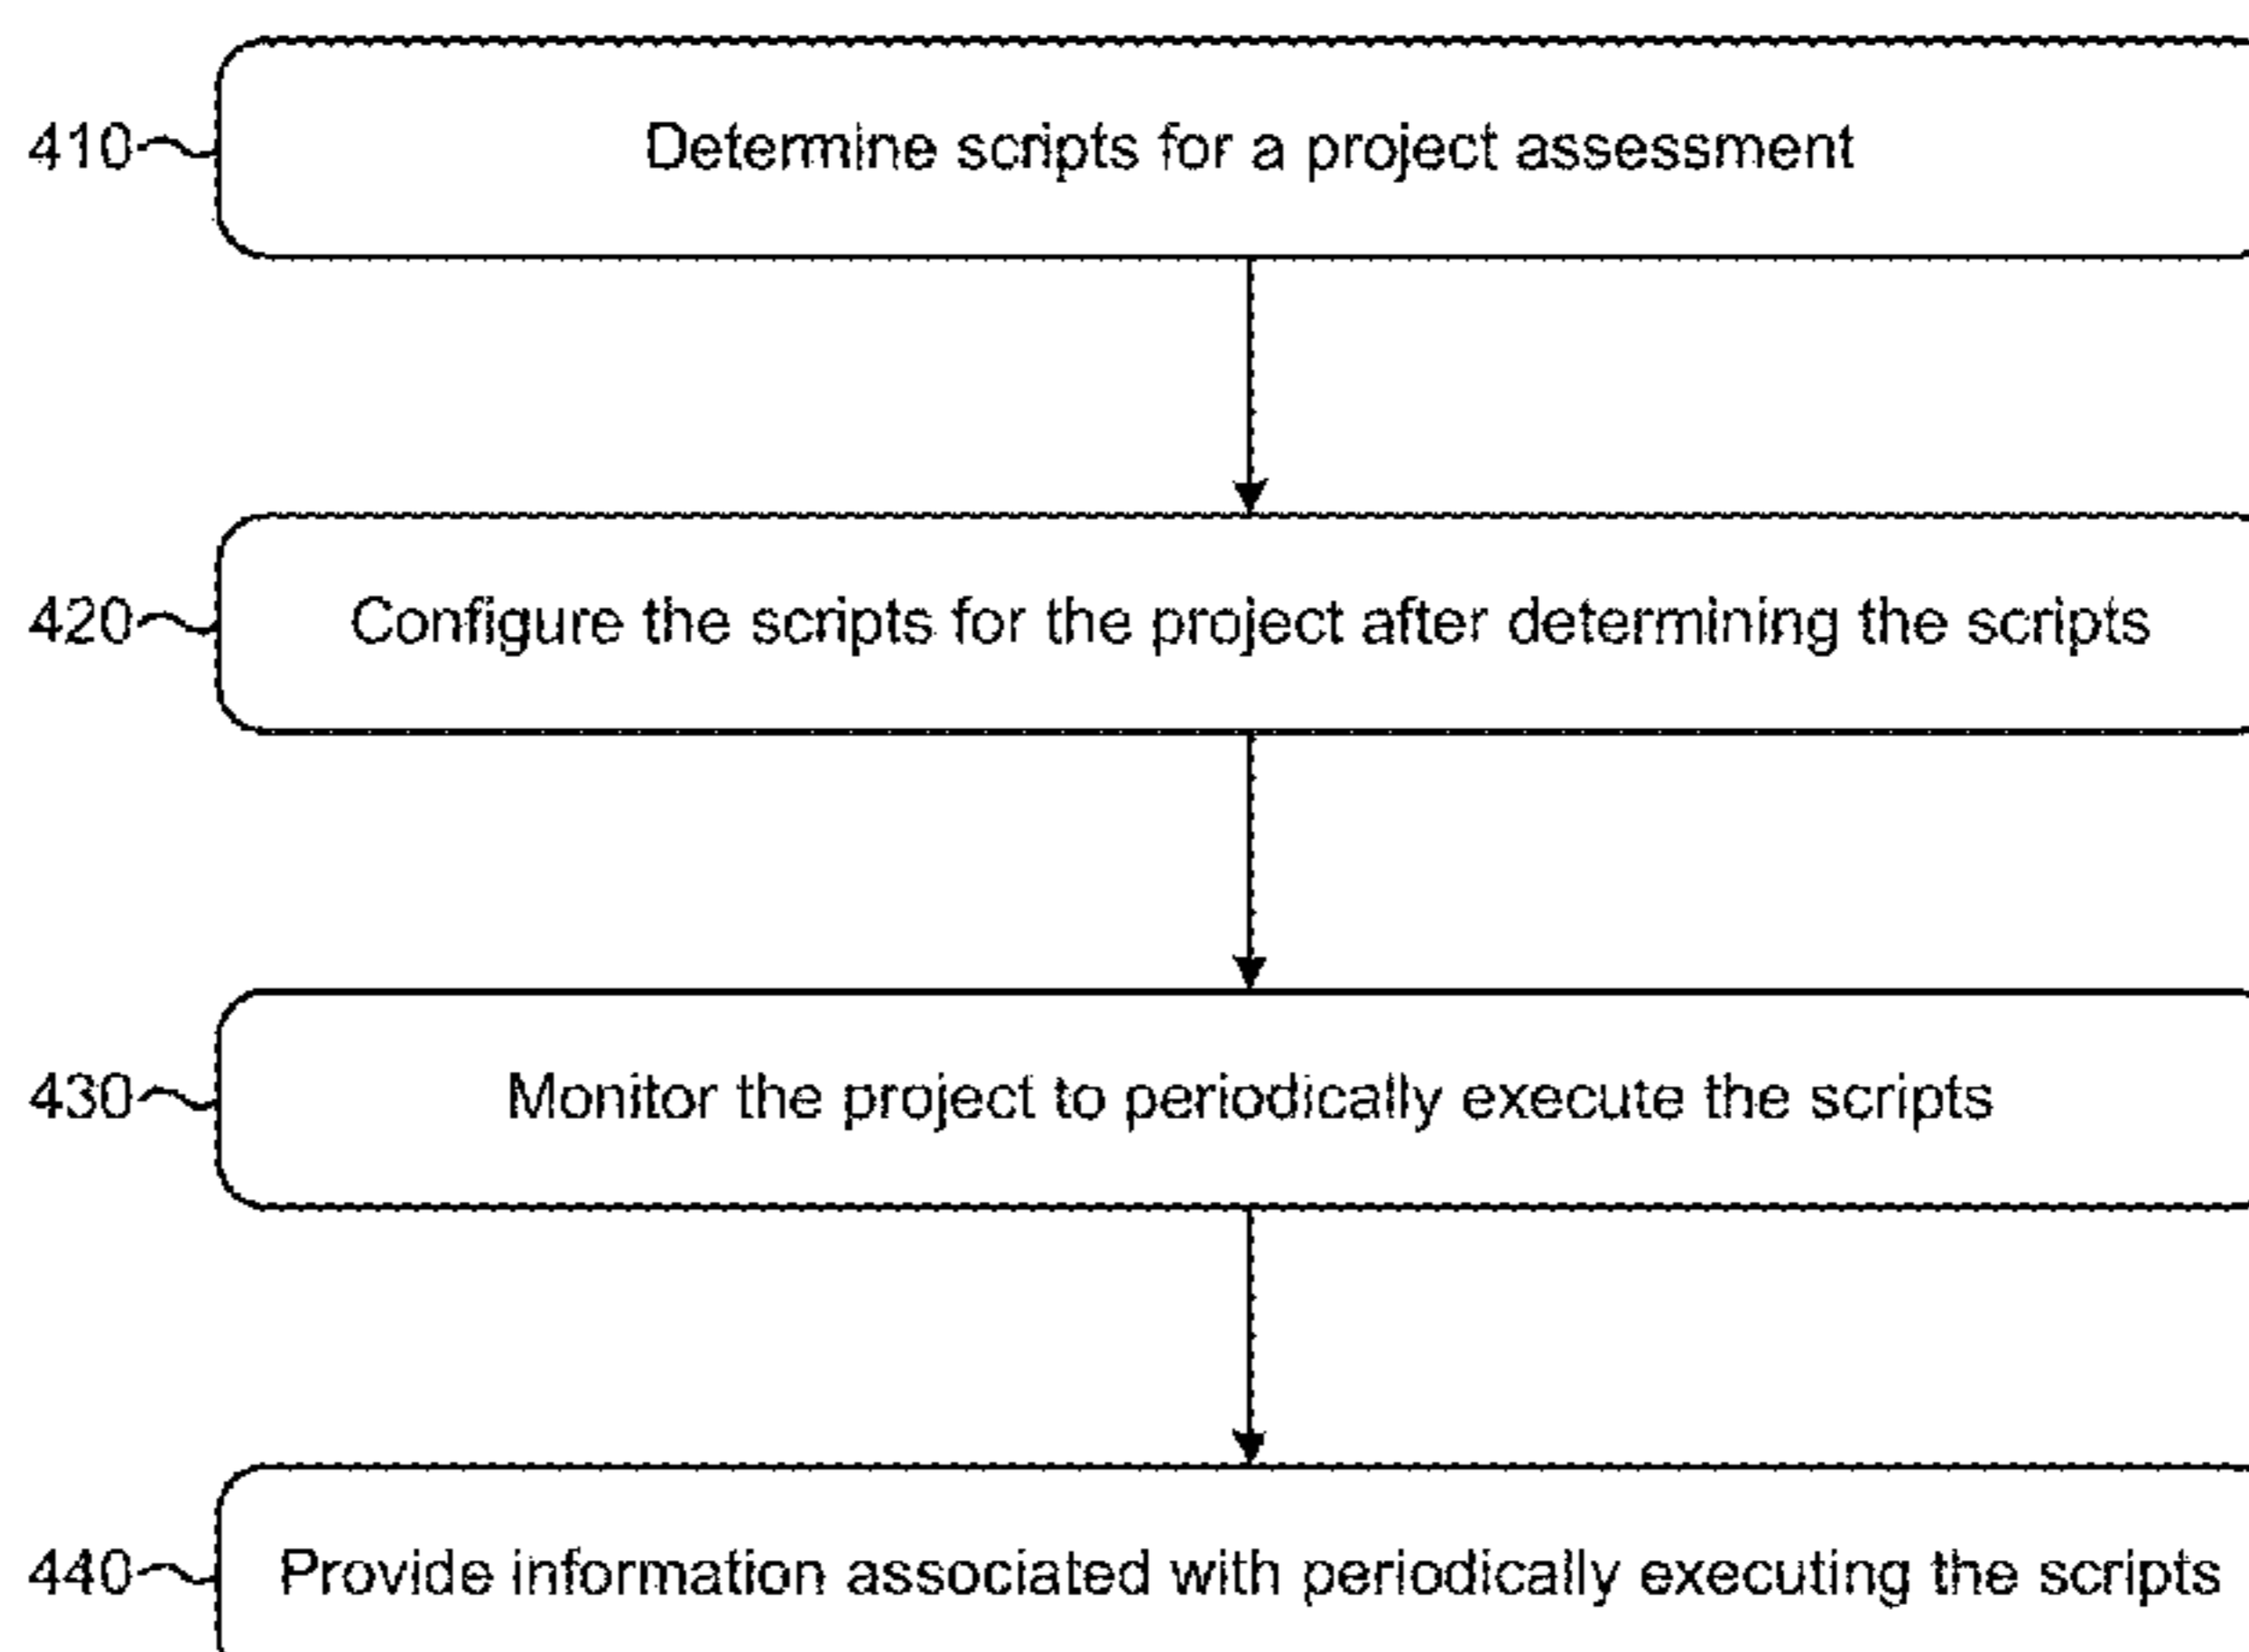 410 Determine scripts for a project assessment
420 Configure the scripts for the project after determining the scripts
430 Monitor the project to periodically execute the scripts
440 Provide information associated with periodically executing the scripts